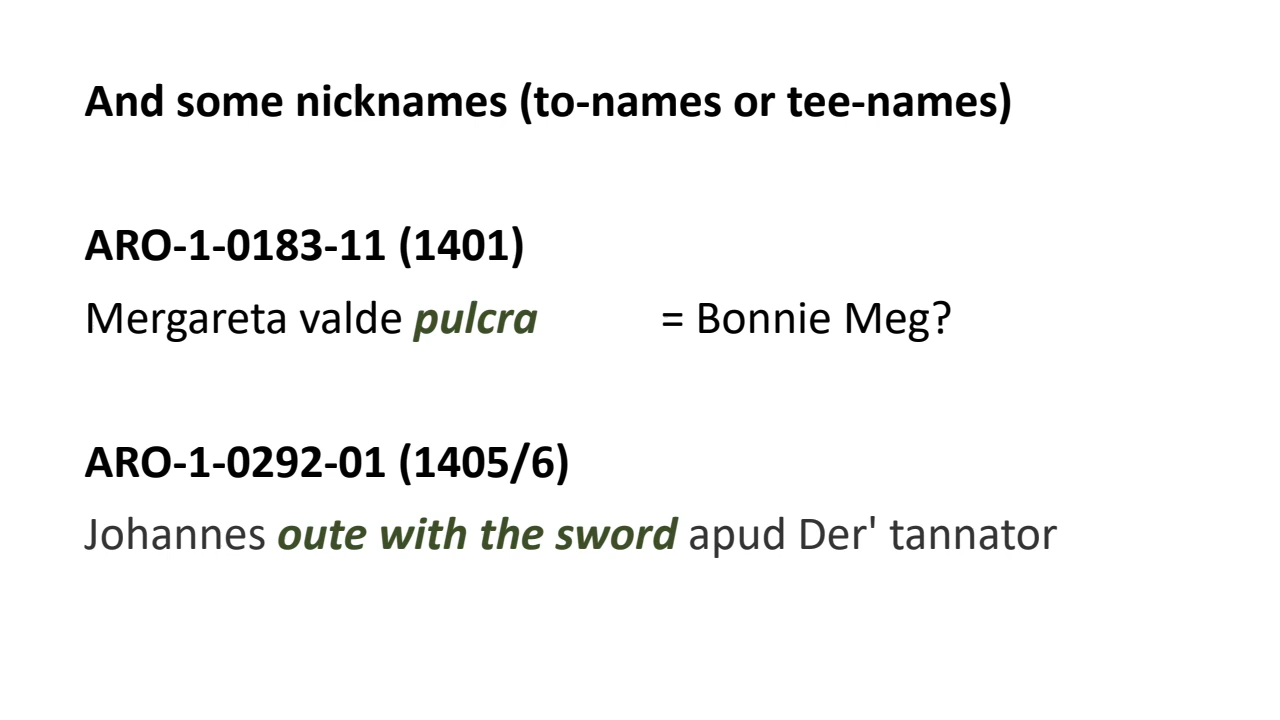 And some nicknames (to-names or tee-names)
ARO-1-0183-11 (1401)
Mergareta valde pulcra = Bonnie Meg?
ARO-1-0292-01 (1405/6)
Johannes oute with the sword apud Der' tannator